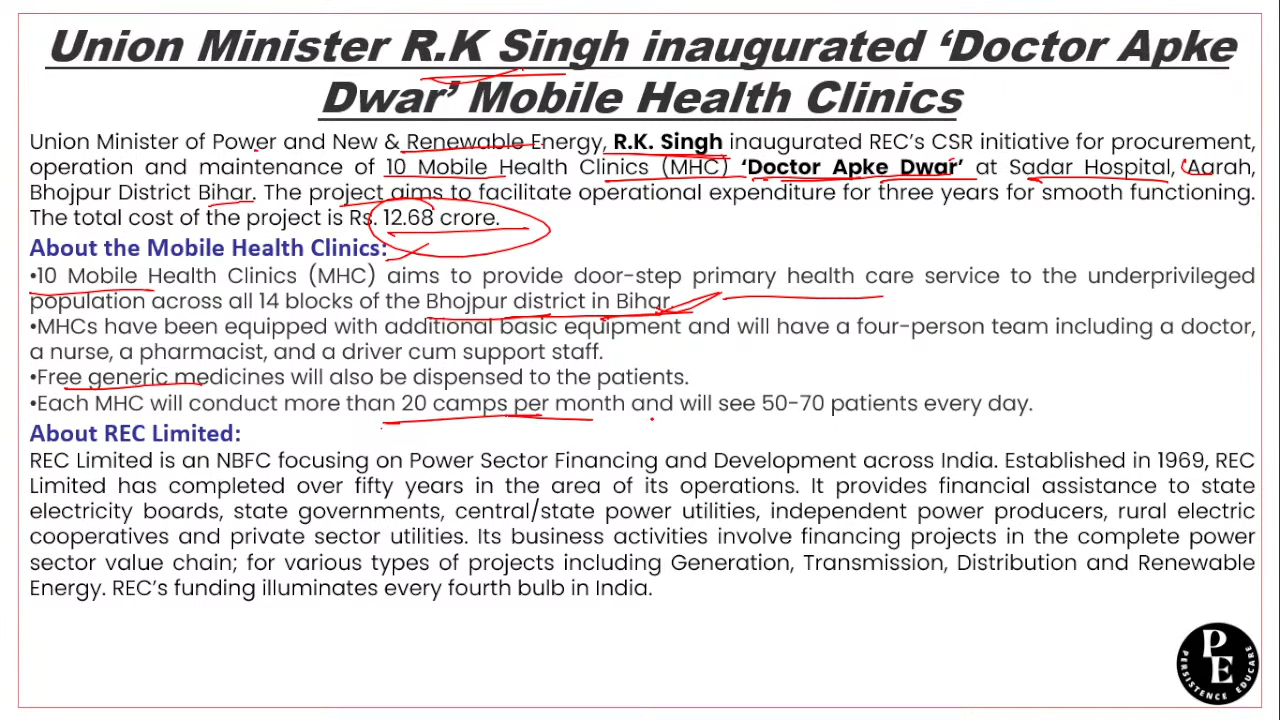 Union Minister R.K Singh inaugurated ‘Doctor Apke
Dwar’ Mobile Health Clinics
Union Minister of Power and New & Renewable Energy, R.K. Singh inaugurated REC’s CSR initiative for procurement,
operation and maintenance of 10 Mobile Health Clinics (MHC) ‘Doctor Apke Dwar’ at Sadar Hospital, Aarah,
Bhojpur District Bihar. The project aims to facilitate operational expenditure for three years for smooth functioning.
The total cost of the project is Rs. 12.68 crore.
About the Mobile Health Clinics:
•10 Mobile Health Clinics (MHC) aims to provide door-step primary health care service to the underprivileged
population across all 14 blocks of the Bhojpur district in Bihar.
•MHCs have been equipped with additional basic equipment and will have a four-person team including a doctor,
a nurse, a pharmacist, and a driver cum support staff.
•Free generic medicines will also be dispensed to the patients.
•Each MHC will conduct more than 20 camps per month and will see 50-70 patients every day.
About REC Limited:
REC Limited is an NBFC focusing on Power Sector Financing and Development across India. Established in 1969, REC
Limited has completed over fifty years in the area of its operations. It provides financial assistance to state
electricity boards, state governments, central/state power utilities, independent power producers, rural electric
cooperatives and private sector utilities. Its business activities involve financing projects in the complete power
sector value chain; for various types of projects including Generation, Transmission, Distribution and Renewable
Energy. REC’s funding illuminates every fourth bulb in India.
P
E
PERSISTENCE EDUCARE